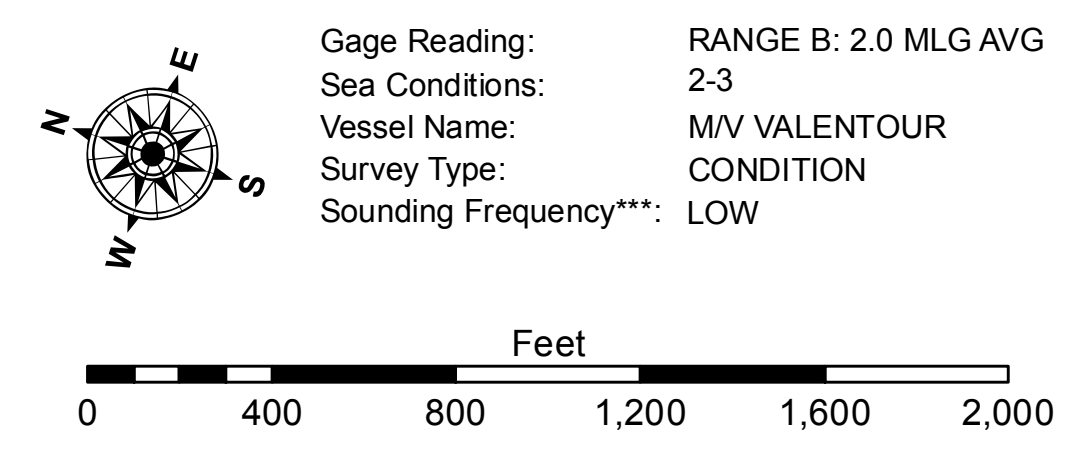 N
E
S
W
Gage Reading: RANGE B: 2.0 MLG AVG
Sea Conditions: 2-3
Vessel Name: M/V VALENTOUR
Survey Type: CONDITION
Sounding Frequency***: LOW
Feet
0 400 800 1,200 1,600 2,000